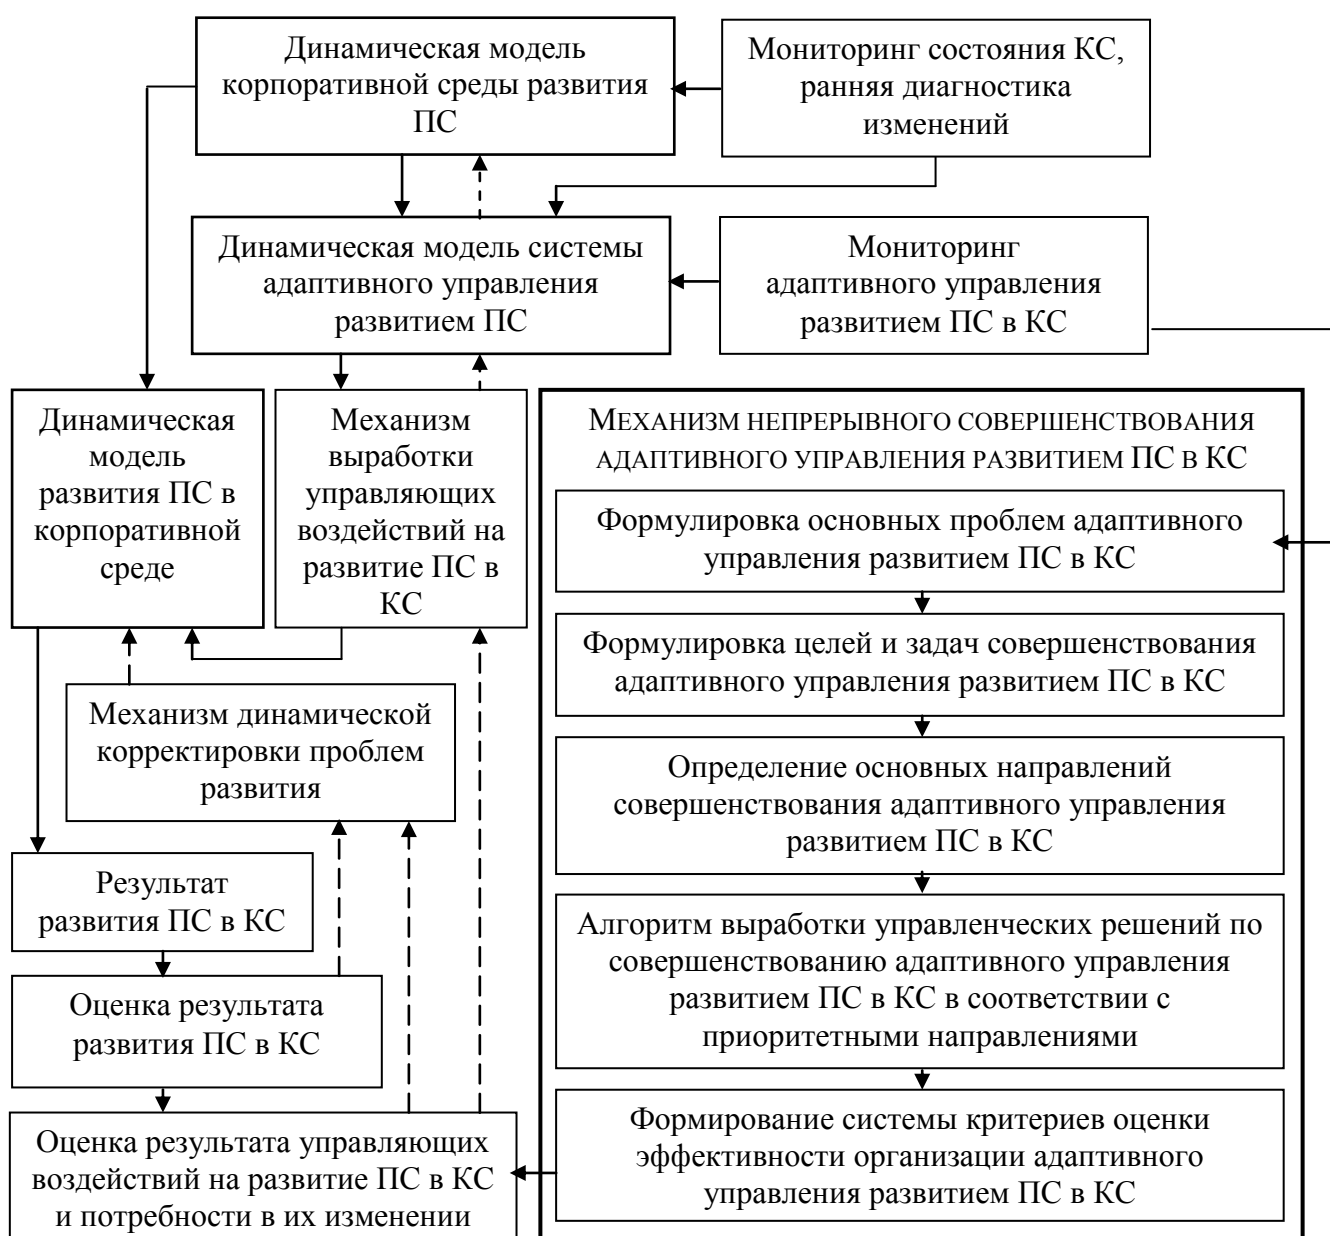 Динамическая модель
корпоративной среды развития
ПС
Мониторинг состояния КС,
ранняя диагностика
изменений
Динамическая модель системы
адаптивного управления
развитием ПС
Мониторинг
адаптивного управления
развитием ПС в КС
Динамическая
модель
развития ПС в
корпоративной
среде
Механизм
выработки
управляющих
воздействий на
развитие ПС в
КС
МЕХАНИЗМ НЕПРЕРЫВНОГО СОВЕРШЕНСТВОВАНИЯ
АДАПТИВНОГО УПРАВЛЕНИЯ РАЗВИТИЕМ ПС В КС
Формулировка основных проблем адаптивного
управления развитием ПС в КС
Формулировка целей и задач совершенствования
адаптивного управления развитием ПС в КС
Определение основных направлений
совершенствования адаптивного управления
развитием ПС в КС
Алгоритм выработки управленческих решений по
совершенствованию адаптивного управления
развитием ПС в КС в соответствии с
приоритетными направлениями
Формирование системы критериев оценки
эффективности организации адаптивного
управления развитием ПС в КС
Механизм динамической
корректировки проблем
развития
Результат
развития ПС в КС
Оценка результата
развития ПС в КС
Оценка результата управляющих
воздействий на развитие ПС в КС
и потребности в их изменении